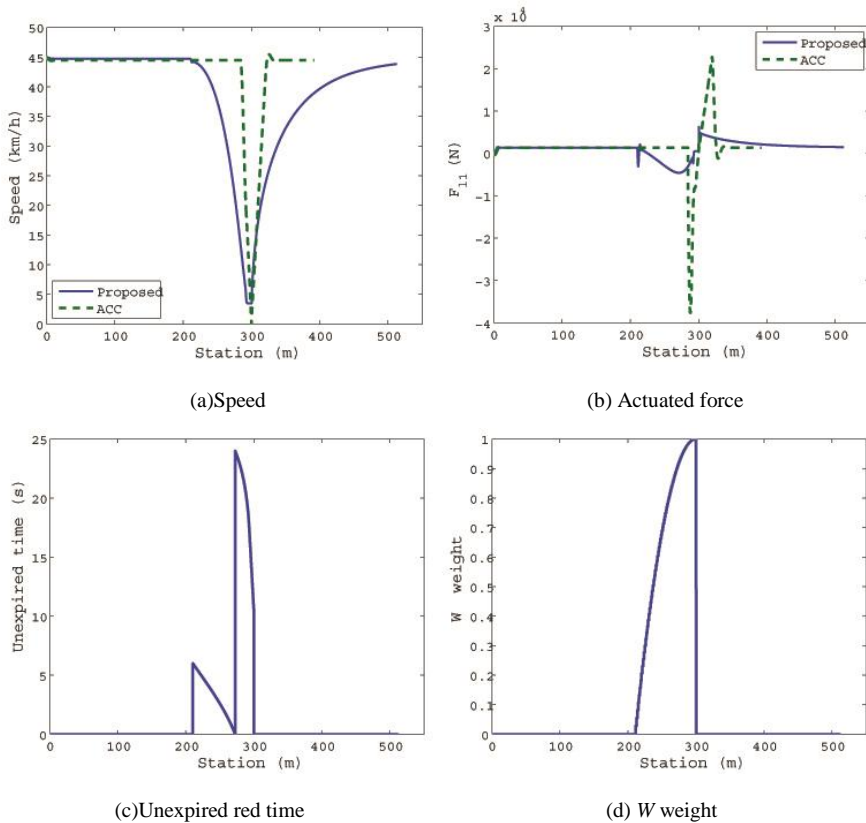 50
45
40
35
30
25
20
15
10
5
0
Speed (km/h)
Proposed
ACC
0 100 200 300 400 500
Station (m)
(a)Speed
x 10^4
3
2
1
0
-1
-2
-3
-4
F11 (N)
Proposed
ACC
0 100 200 300 400 500
Station (m)
(b) Actuated force
25
20
15
10
5
0
Unexpired time (s)
0 100 200 300 400 500
Station (m)
(c)Unexpired red time
1
0.9
0.8
0.7
0.6
0.5
0.4
0.3
0.2
0.1
0
W weight
0 100 200 300 400 500
Station (m)
(d) W weight